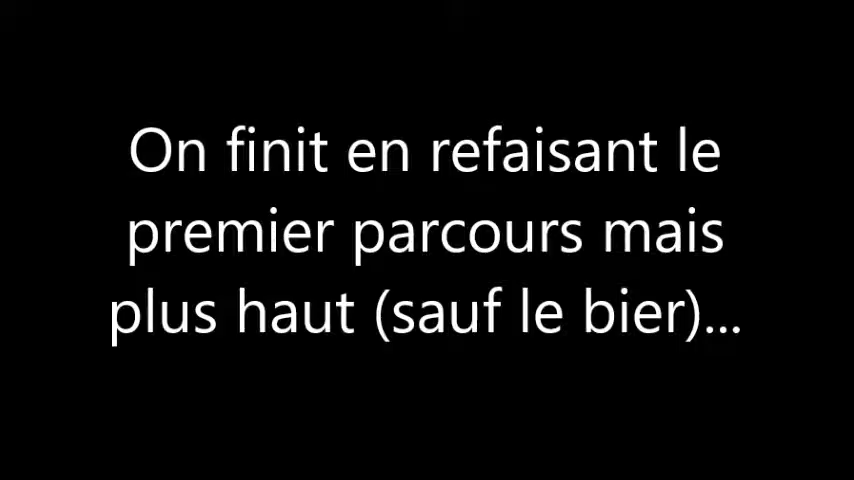 On finit en refaisant le
premier parcours mais
plus haut (sauf le bier)...